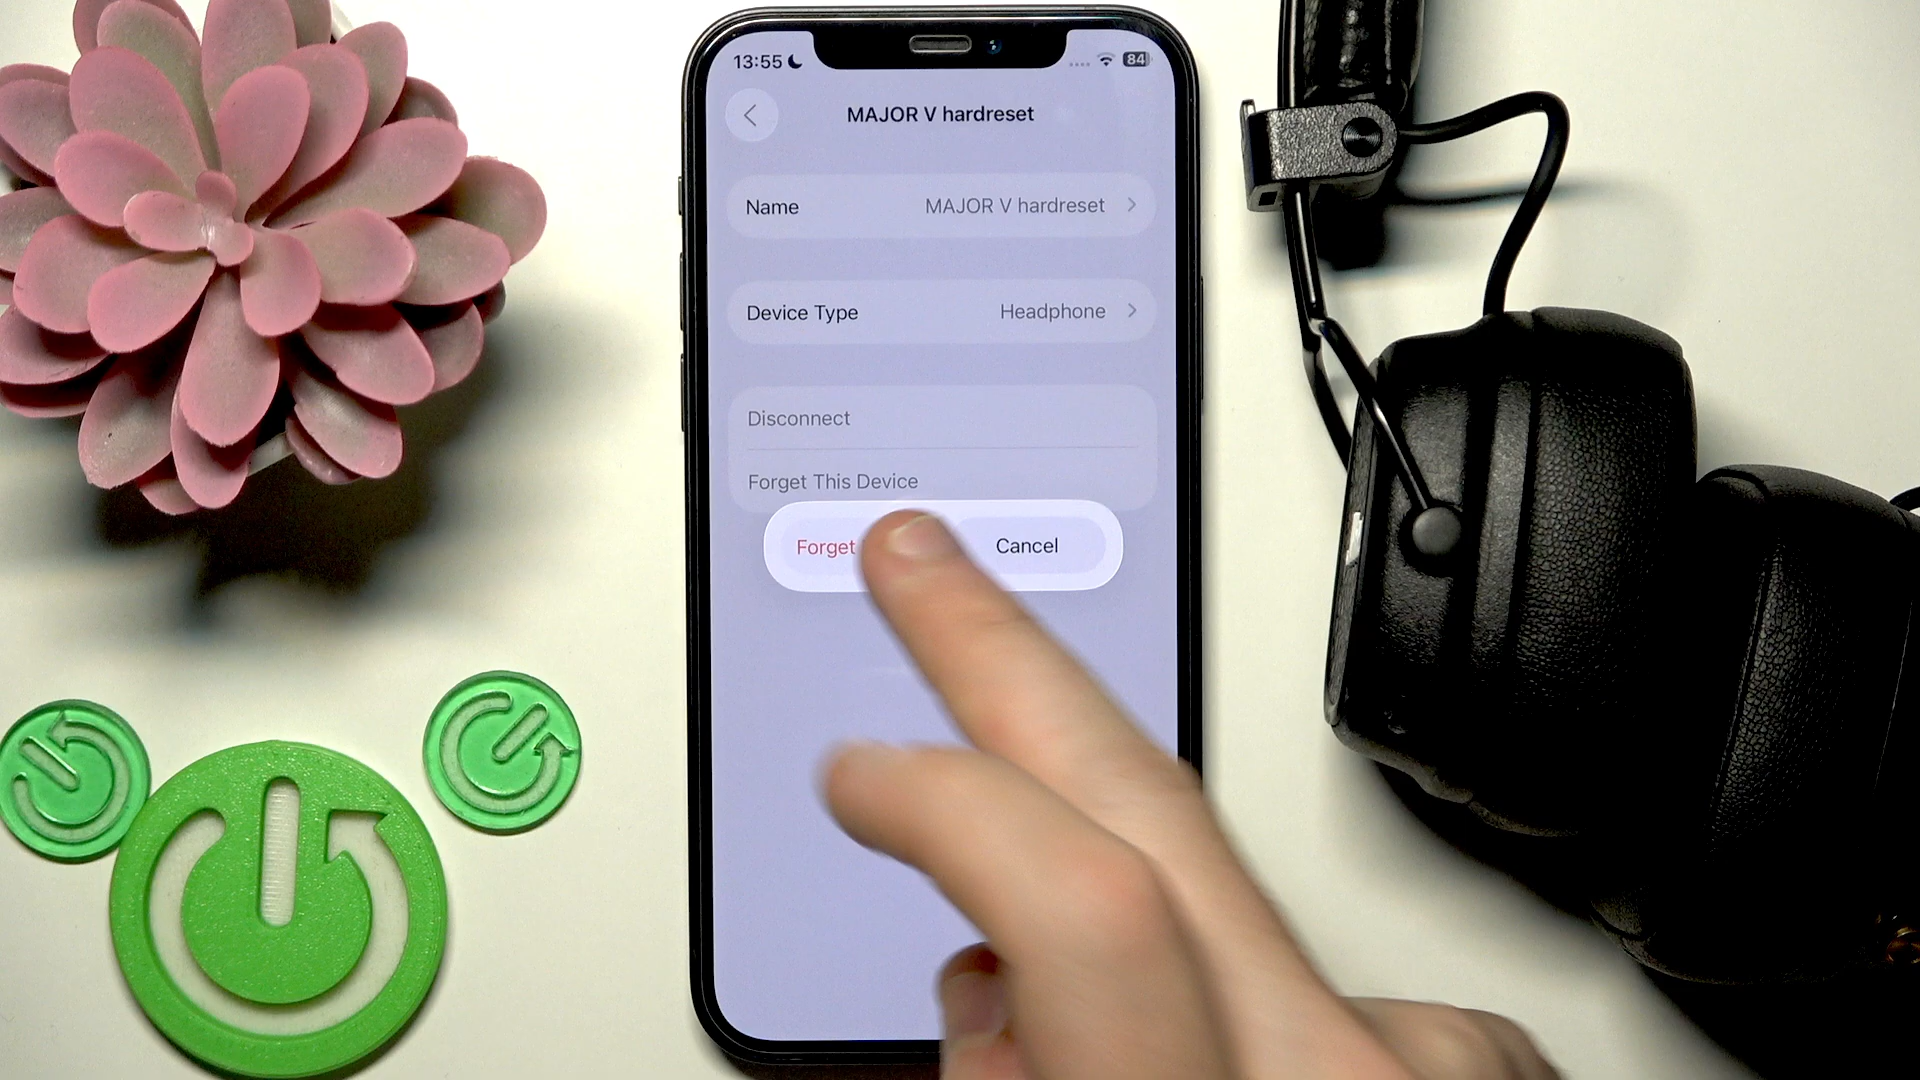 13:55 84
MAJOR V hardreset
Name MAJOR V hardreset
Device Type Headphone
Disconnect
Forget This Device
Forget Cancel